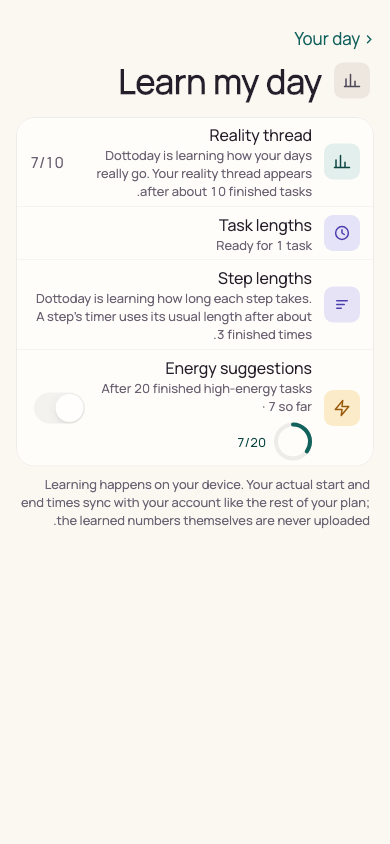 Your day ›
Learn my day
Reality thread
Dottoday is learning how your days
really go. Your reality thread appears
after about 10 finished tasks.
7/10
Task lengths
Ready for 1 task
Step lengths
Dottoday is learning how long each step takes.
A step's timer uses its usual length after about
3 finished times.
Energy suggestions
After 20 finished high-energy tasks
· 7 so far
7/20
Learning happens on your device. Your actual start and
end times sync with your account like the rest of your plan;
the learned numbers themselves are never uploaded.